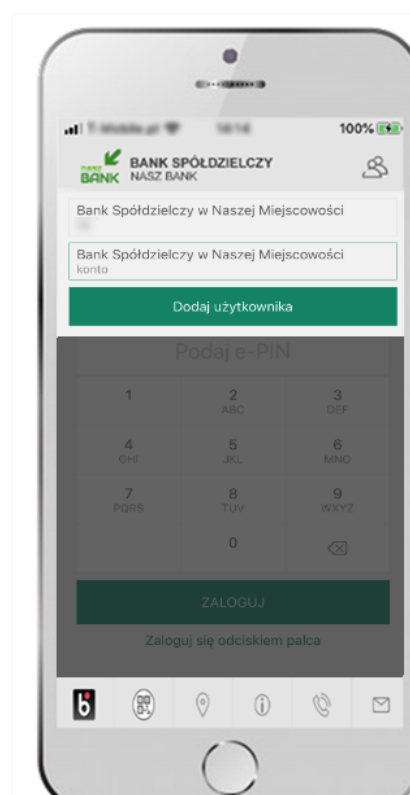 100%
nasz
BANK
BANK SPÓŁDZIELCZY
NASZ BANK
Bank Spółdzielczy w Naszej Miejscowości
Bank Spółdzielczy w Naszej Miejscowości
konto
Dodaj użytkownika
Podaj e-PIN
1
2
ABC
3
DEF
4
GHI
5
JKL
6
MNO
7
PQRS
8
TUV
9
WXYZ
0
ZALOGUJ
Zaloguj się odciskiem palca
b